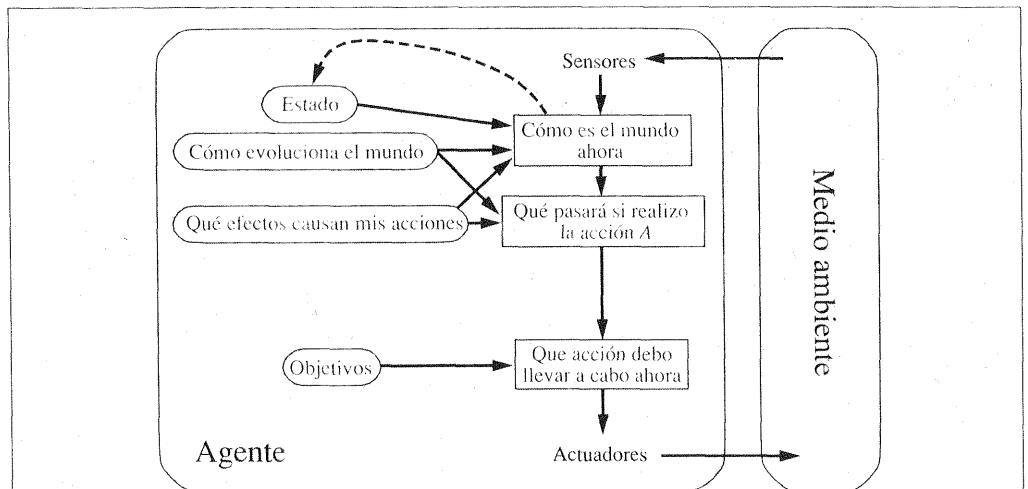 Sensores
Estado
Cómo es el mundo
ahora
Cómo evoluciona el mundo
Qué efectos causan mis acciones
Qué pasará si realizo
la acción A
Medio ambiente
Objetivos
Que acción debo
llevar a cabo ahora
Agente
Actuadores